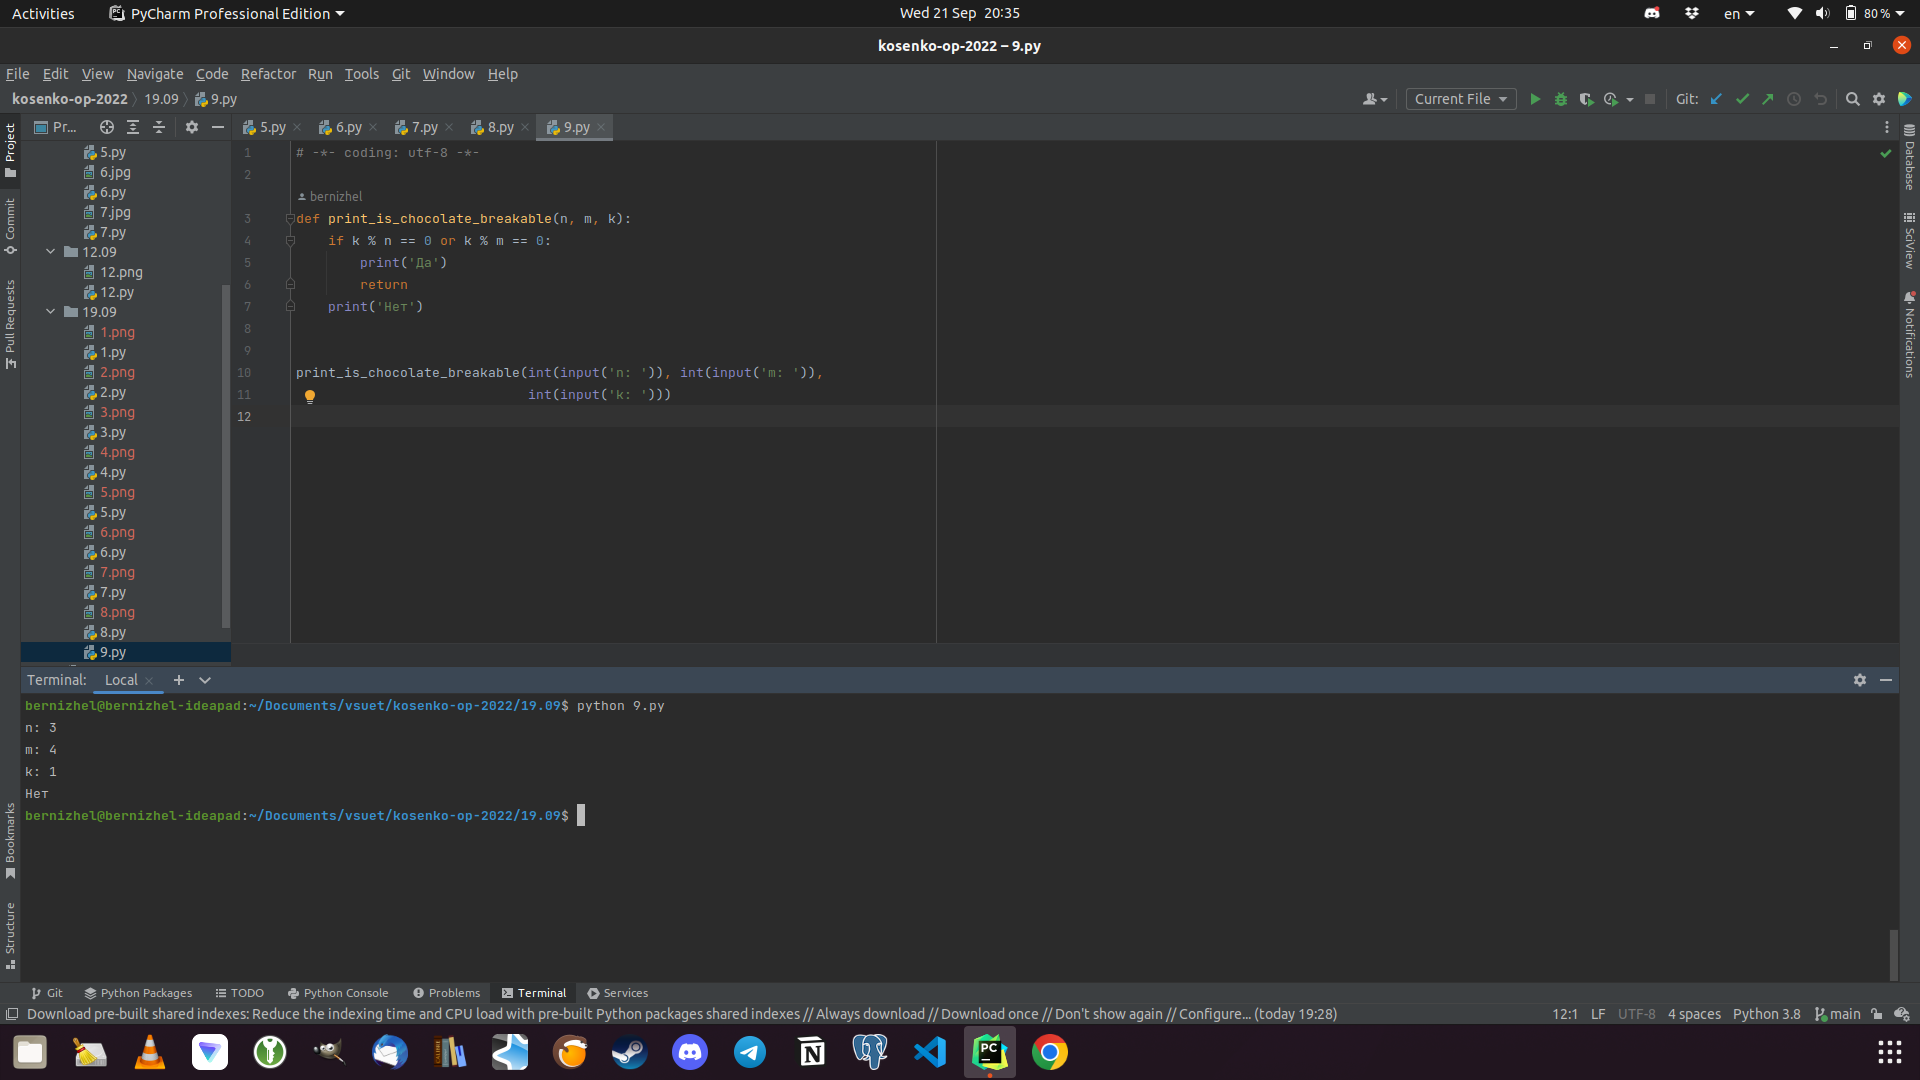 Activities PyCharm Professional Edition Wed 21 Sep 20:35 en 80 %
kosenko-op-2022 – 9.py
File Edit View Navigate Code Refactor Run Tools Git Window Help
kosenko-op-2022 19.09 9.py Current File Git:
Project
Commit
Pull Requests
Bookmarks
Structure
Pr...
5.py
6.jpg
6.py
7.jpg
7.py
12.09
12.png
12.py
19.09
1.png
1.py
2.png
2.py
3.png
3.py
4.png
4.py
5.png
5.py
6.png
6.py
7.png
7.py
8.png
8.py
9.py
5.py 6.py 7.py 8.py 9.py
1 # -*- coding: utf-8 -*-
2
bernizhel
3 def print_is_chocolate_breakable(n, m, k):
4 if k % n == 0 or k % m == 0:
5 print('Да')
6 return
7 print('Нет')
8
9
10 print_is_chocolate_breakable(int(input('n: ')), int(input('m: ')),
11 int(input('k: ')))
12
Database
SciView
Notifications
Terminal: Local
bernizhel@bernizhel-ideapad:~/Documents/vsuet/kosenko-op-2022/19.09$ python 9.py
n: 3
m: 4
k: 1
Нет
bernizhel@bernizhel-ideapad:~/Documents/vsuet/kosenko-op-2022/19.09$
Git Python Packages TODO Python Console Problems Terminal Services
Download pre-built shared indexes: Reduce the indexing time and CPU load with pre-built Python packages shared indexes // Always download // Download once // Don't show again // Configure... (today 19:28) 12:1 LF UTF-8 4 spaces Python 3.8 main